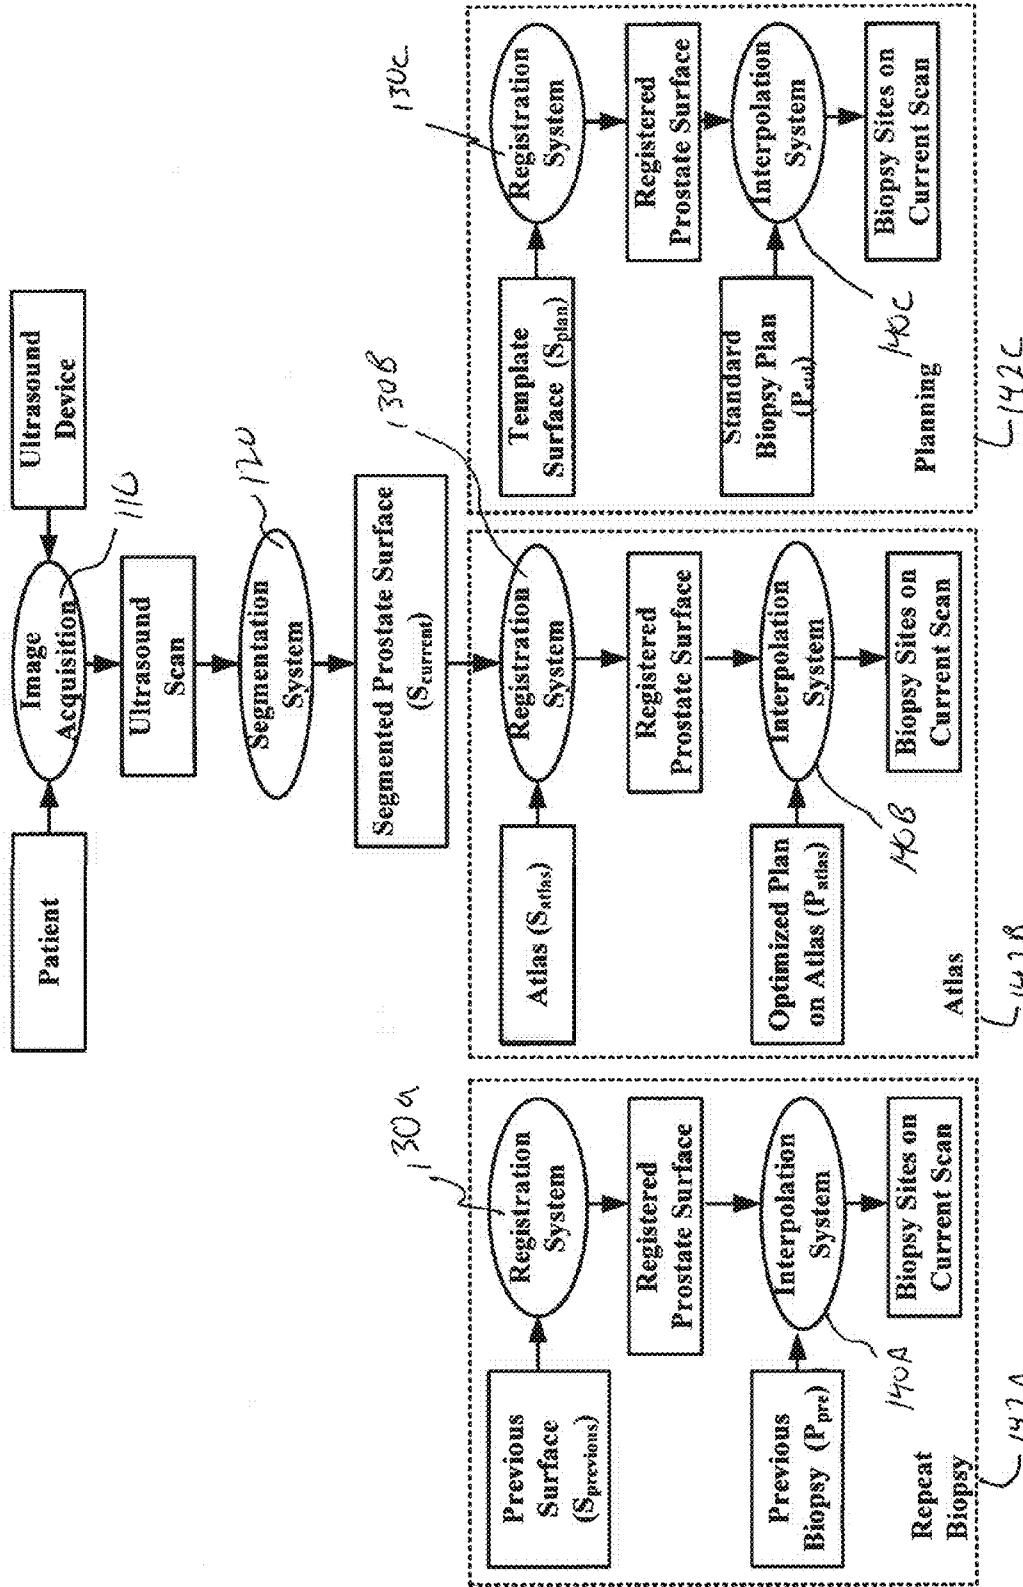 Patient
Image
Acquisition
Ultrasound
Device
110
Ultrasound
Scan
Segmentation
System
120
Segmented Prostate Surface
(Scurrent)
Previous
Surface
(Sprevious)
Registration
System
130a
Registered
Prostate Surface
Previous
Biopsy (Ppre)
Interpolation
System
140A
Biopsy Sites on
Current Scan
Repeat
Biopsy
142A
Atlas (Satlas)
Registration
System
130B
Registered
Prostate Surface
Optimized Plan
on Atlas (Patlas)
Interpolation
System
140B
Biopsy Sites on
Current Scan
Atlas
142B
Template
Surface (Splan)
Registration
System
130C
Registered
Prostate Surface
Standard
Biopsy Plan
(Pstd)
Interpolation
System
140C
Biopsy Sites on
Current Scan
Planning
142C